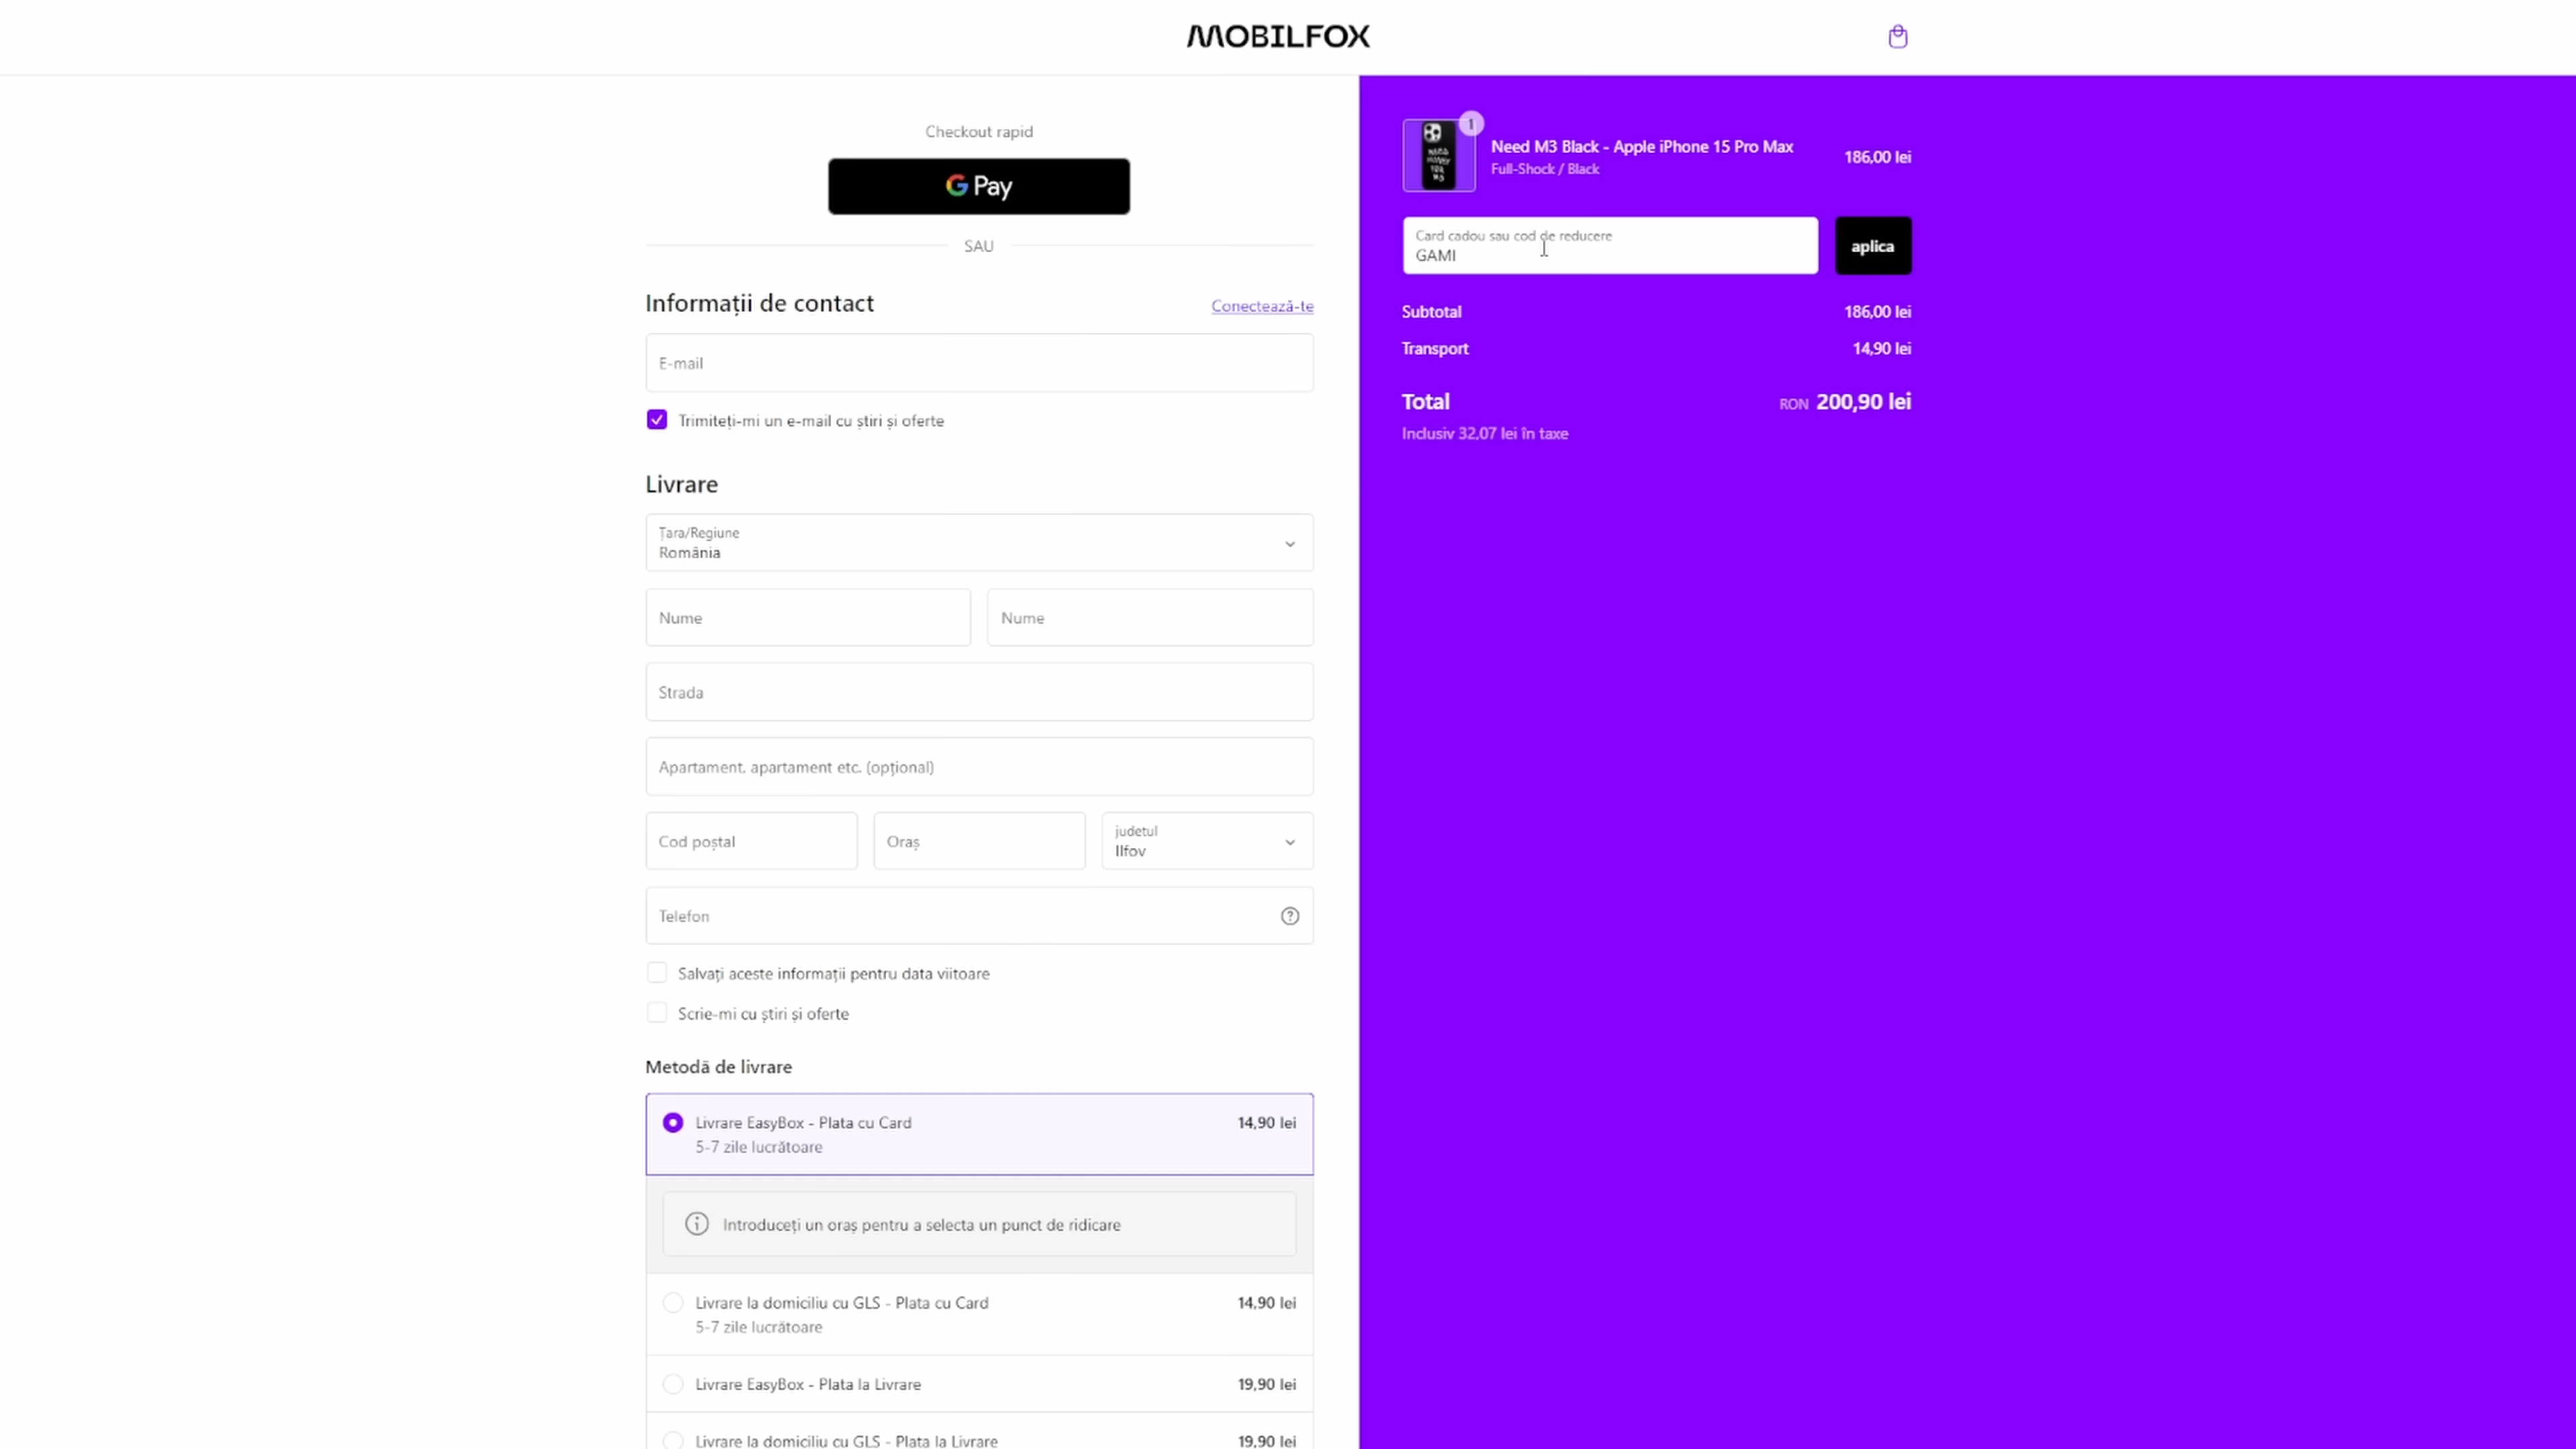 MOBILFOX
Checkout rapid
G Pay
SAU
Informații de contact
Conectează-te
E-mail
Trimiteți-mi un e-mail cu știri și oferte
Livrare
Țara/Regiune
România
Nume
Nume
Strada
Apartament, apartament etc. (opțional)
Cod poștal
Oraș
judetul
Ilfov
Telefon
Salvați aceste informații pentru data viitoare
Scrie-mi cu știri și oferte
Metodă de livrare
Livrare EasyBox - Plata cu Card 14,90 lei
5-7 zile lucrătoare
Introduceți un oraș pentru a selecta un punct de ridicare
Livrare la domiciliu cu GLS - Plata cu Card 14,90 lei
5-7 zile lucrătoare
Livrare EasyBox - Plata la Livrare 19,90 lei
Livrare la domiciliu cu GLS - Plata la Livrare 19,90 lei
1
NEED
MONEY
FOR
M3
Need M3 Black - Apple iPhone 15 Pro Max 186,00 lei
Full-Shock / Black
Card cadou sau cod de reducere
GAMI
aplica
Subtotal 186,00 lei
Transport 14,90 lei
Total RON 200,90 lei
Inclusiv 32,07 lei în taxe